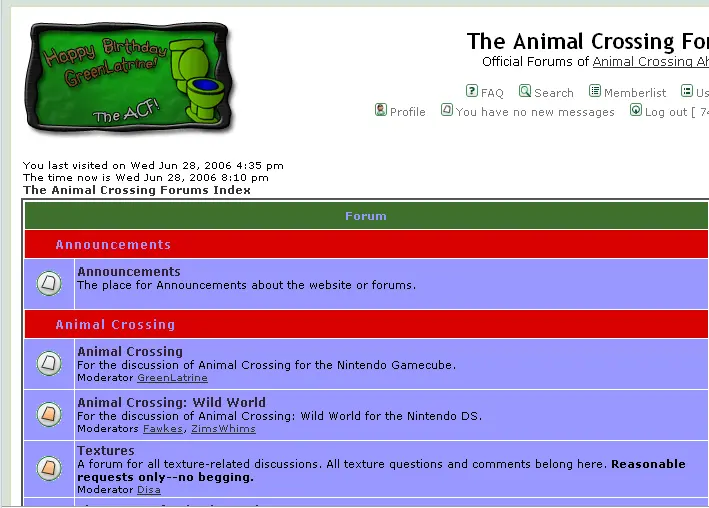 Happy Birthday
GreenLatrine!
The ACF!
The Animal Crossing For
Official Forums of Animal Crossing Ah
FAQ Search Memberlist Us
Profile You have no new messages Log out [ 74
You last visited on Wed Jun 28, 2006 4:35 pm
The time now is Wed Jun 28, 2006 8:10 pm
The Animal Crossing Forums Index
Forum
Announcements
Announcements
The place for Announcements about the website or forums.
Animal Crossing
Animal Crossing
For the discussion of Animal Crossing for the Nintendo Gamecube.
Moderator GreenLatrine
Animal Crossing: Wild World
For the discussion of Animal Crossing: Wild World for the Nintendo DS.
Moderators Fawkes, ZimsWhims
Textures
A forum for all texture-related discussions. All texture questions and comments belong here. Reasonable
requests only--no begging.
Moderator Disa